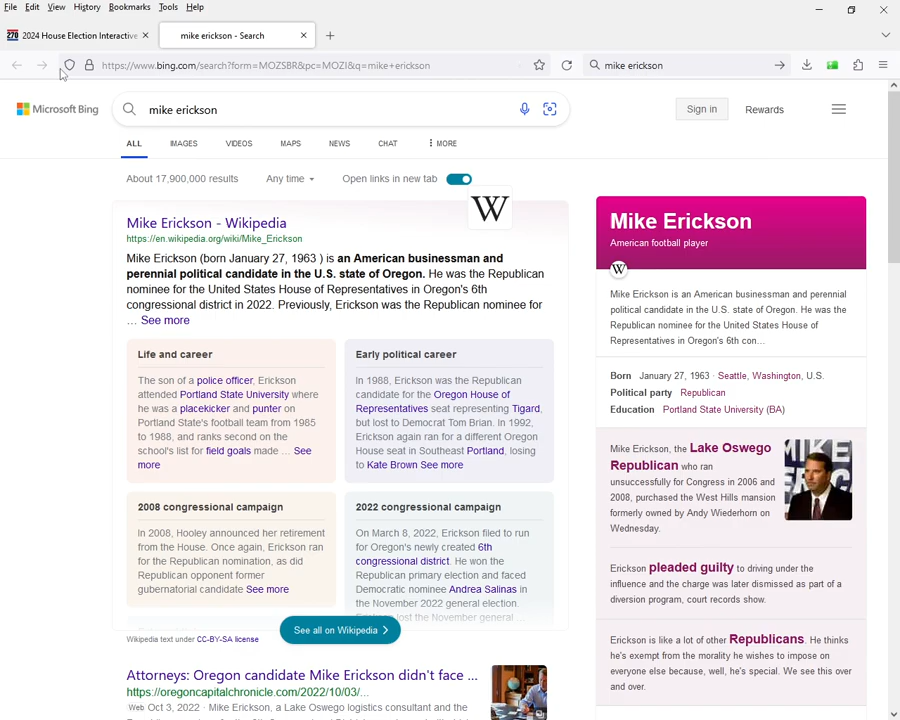 File Edit View History Bookmarks Tools Help
270 2024 House Election Interactive
mike erickson - Search
https://www.bing.com/search?form=MOZSBR&pc=MOZI&q=mike+erickson
mike erickson
Microsoft Bing
mike erickson
Sign in
Rewards
ALL IMAGES VIDEOS MAPS NEWS CHAT MORE
About 17,900,000 results
Any time
Open links in new tab
W
Mike Erickson - Wikipedia
https://en.wikipedia.org/wiki/Mike_Erickson
Mike Erickson (born January 27, 1963 ) is an American businessman and
perennial political candidate in the U.S. state of Oregon. He was the Republican
nominee for the United States House of Representatives in Oregon's 6th
congressional district in 2022. Previously, Erickson was the Republican nominee for
… See more
Life and career
The son of a police officer, Erickson
attended Portland State University where
he was a placekicker and punter on
Portland State's football team from 1985
to 1988, and ranks second on the
school's list for field goals made ... See
more
Early political career
In 1988, Erickson was the Republican
candidate for the Oregon House of
Representatives seat representing Tigard,
but lost to Democrat Tom Brian. In 1992,
Erickson again ran for a different Oregon
House seat in Southeast Portland, losing
to Kate Brown See more
2008 congressional campaign
In 2008, Hooley announced her retirement
from the House. Once again, Erickson ran
for the Republican nomination, as did
Republican opponent former
gubernatorial candidate See more
2022 congressional campaign
On March 8, 2022, Erickson filed to run
for Oregon's newly created 6th
congressional district. He won the
Republican primary election and faced
Democratic nominee Andrea Salinas in
the November 2022 general election.
Erickson lost the November general ...
See all on Wikipedia
Wikipedia text under CC-BY-SA license
Attorneys: Oregon candidate Mike Erickson didn't face ...
https://oregoncapitalchronicle.com/2022/10/03/...
Web Oct 3, 2022 · Mike Erickson, a Lake Oswego logistics consultant and the
Mike Erickson
American football player
W
Mike Erickson is an American businessman and perennial
political candidate in the U.S. state of Oregon. He was the
Republican nominee for the United States House of
Representatives in Oregon's 6th con...
Born January 27, 1963 · Seattle, Washington, U.S.
Political party Republican
Education Portland State University (BA)
Mike Erickson, the Lake Oswego
Republican who ran
unsuccessfully for Congress in 2006 and
2008, purchased the West Hills mansion
formerly owned by Andy Wiederhorn on
Wednesday.
Erickson pleaded guilty to driving under the
influence and the charge was later dismissed as part of a
diversion program, court records show.
Erickson is like a lot of other Republicans. He thinks
he's exempt from the morality he wishes to impose on
everyone else because, well, he's special. We see this over
and over.